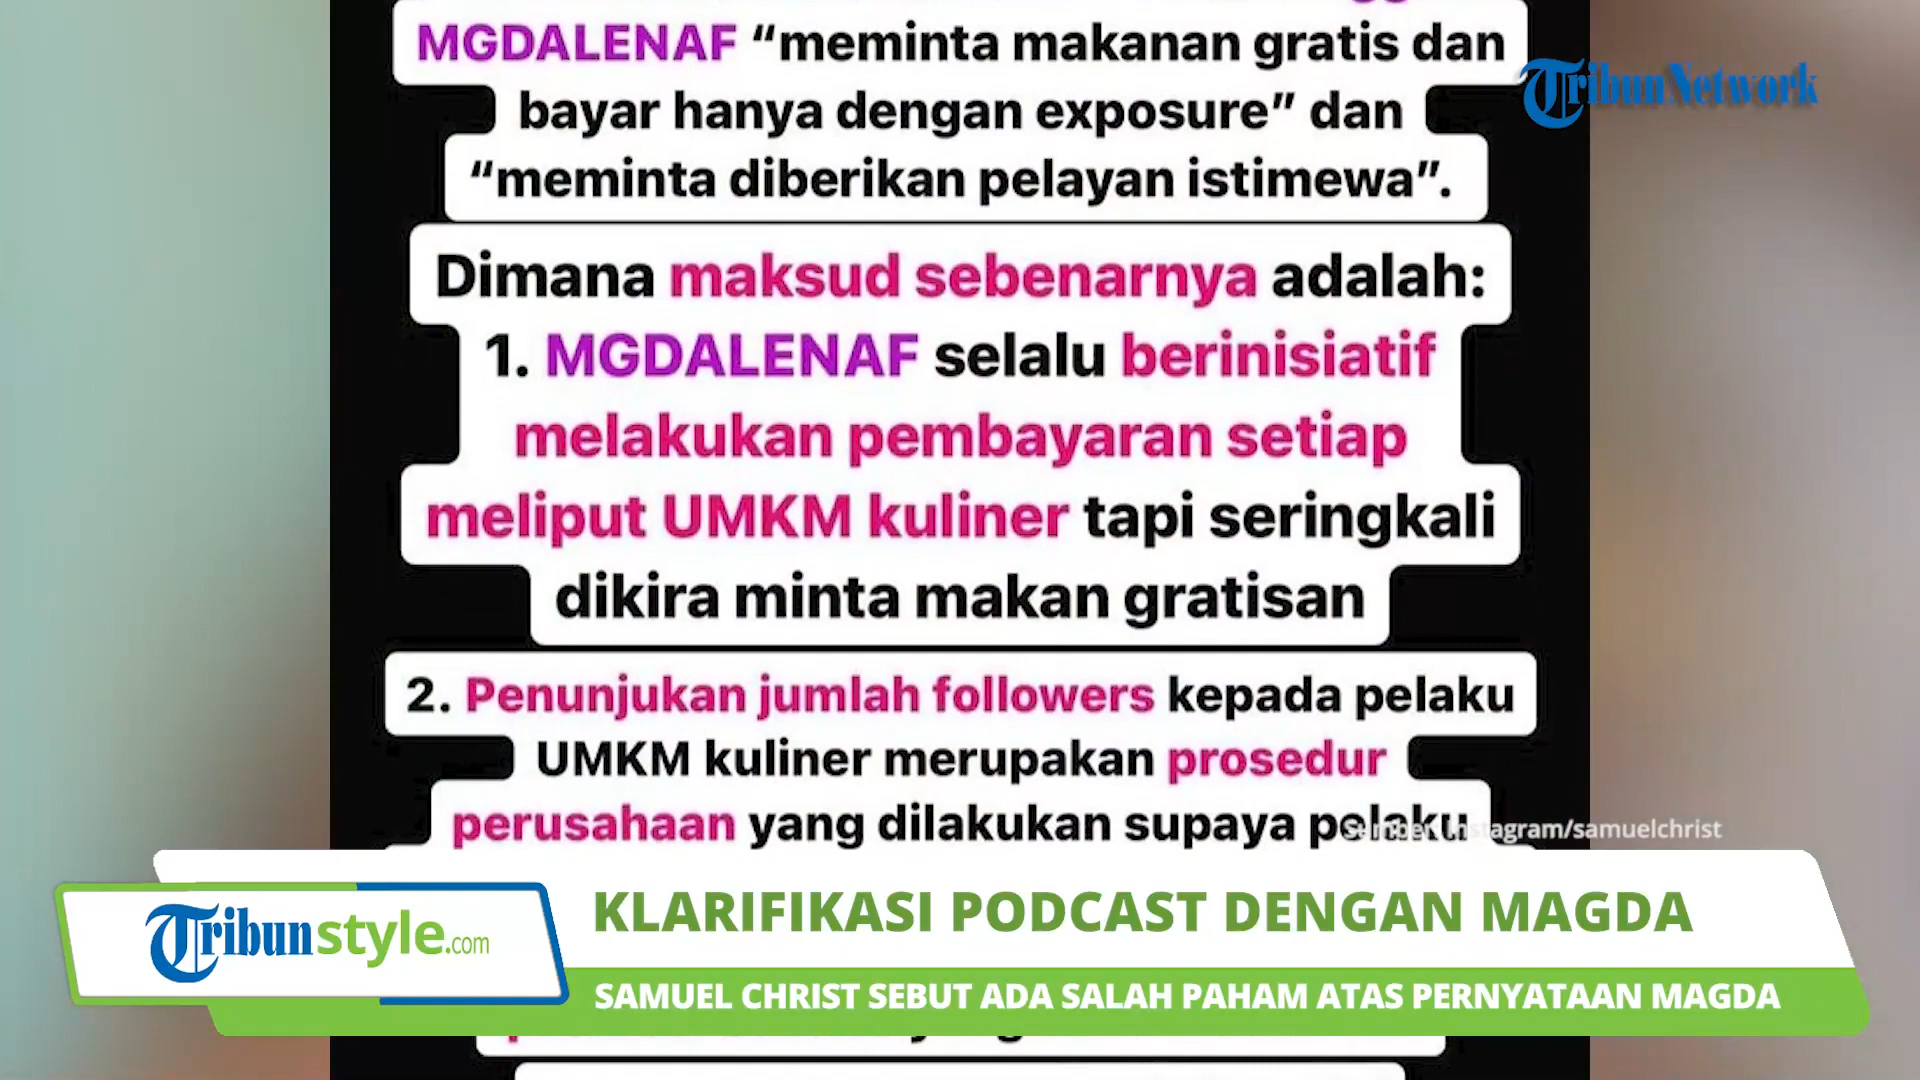 MGDALENAF “meminta makanan gratis dan
bayar hanya dengan exposure” dan
“meminta diberikan pelayan istimewa”.
Dimana maksud sebenarnya adalah:
1. MGDALENAF selalu berinisiatif
melakukan pembayaran setiap
meliput UMKM kuliner tapi seringkali
dikira minta makan gratisan
2. Penunjukan jumlah followers kepada pelaku
UMKM kuliner merupakan prosedur
perusahaan yang dilakukan supaya pelaku
TribunNetwork
Sumber: Instagram/samuelchrist
Tribunstyle.com
KLARIFIKASI PODCAST DENGAN MAGDA
SAMUEL CHRIST SEBUT ADA SALAH PAHAM ATAS PERNYATAAN MAGDA